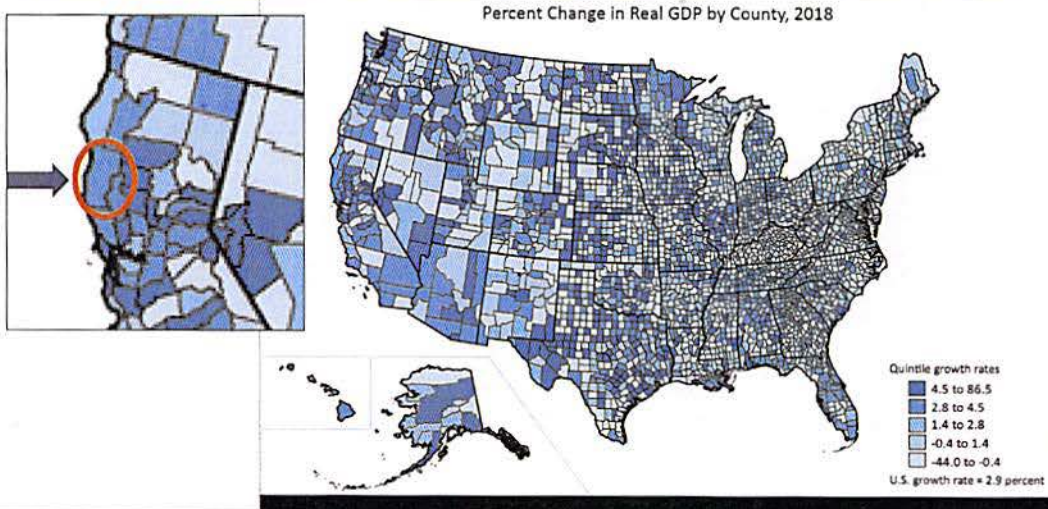 Percent Change in Real GDP by County, 2018
Quintile growth rates
4.5 to 86.5
2.8 to 4.5
1.4 to 2.8
-0.4 to 1.4
-44.0 to -0.4
U.S. growth rate = 2.9 percent